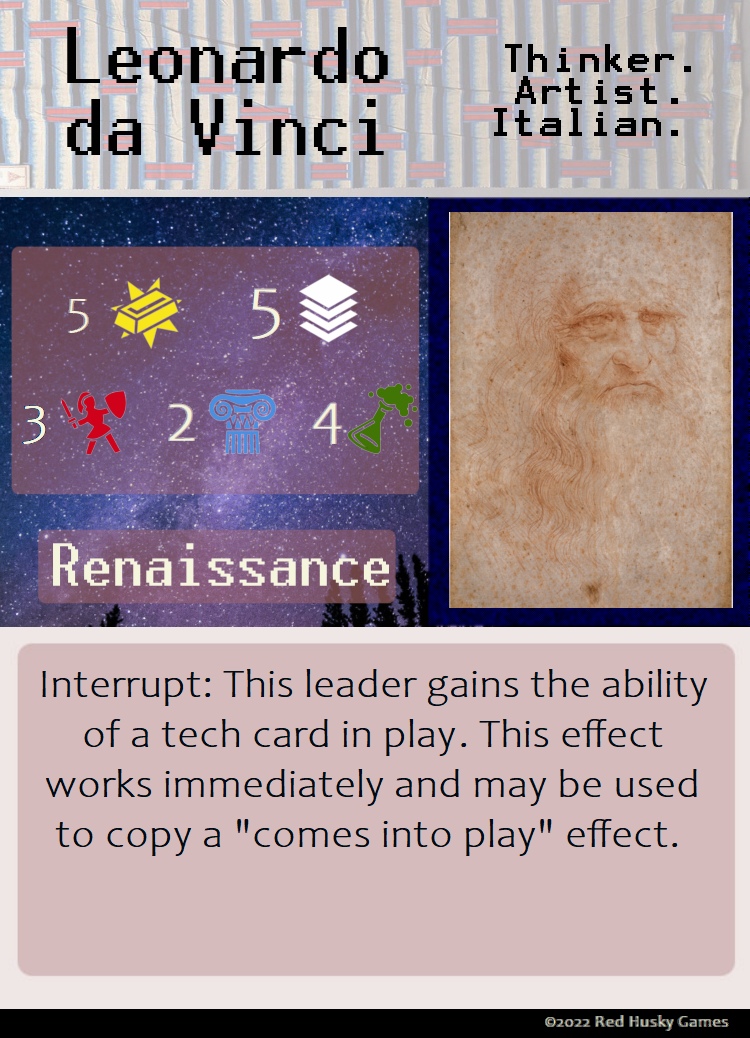 Leonardo
da Vinci
Thinker.
Artist.
Italian.
5 5
3 2 4
Renaissance
Interrupt: This leader gains the ability
of a tech card in play. This effect
works immediately and may be used
to copy a "comes into play" effect.
©2022 Red Husky Games